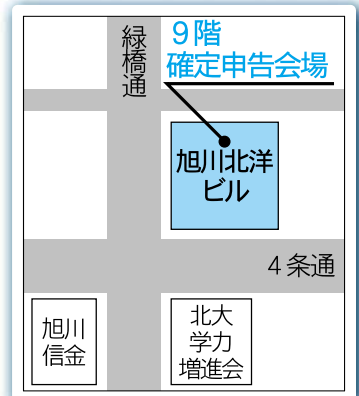 緑橋通
９階
確定申告会場
旭川北洋
ビル
４条通
旭川
信金
北大
学力
増進会